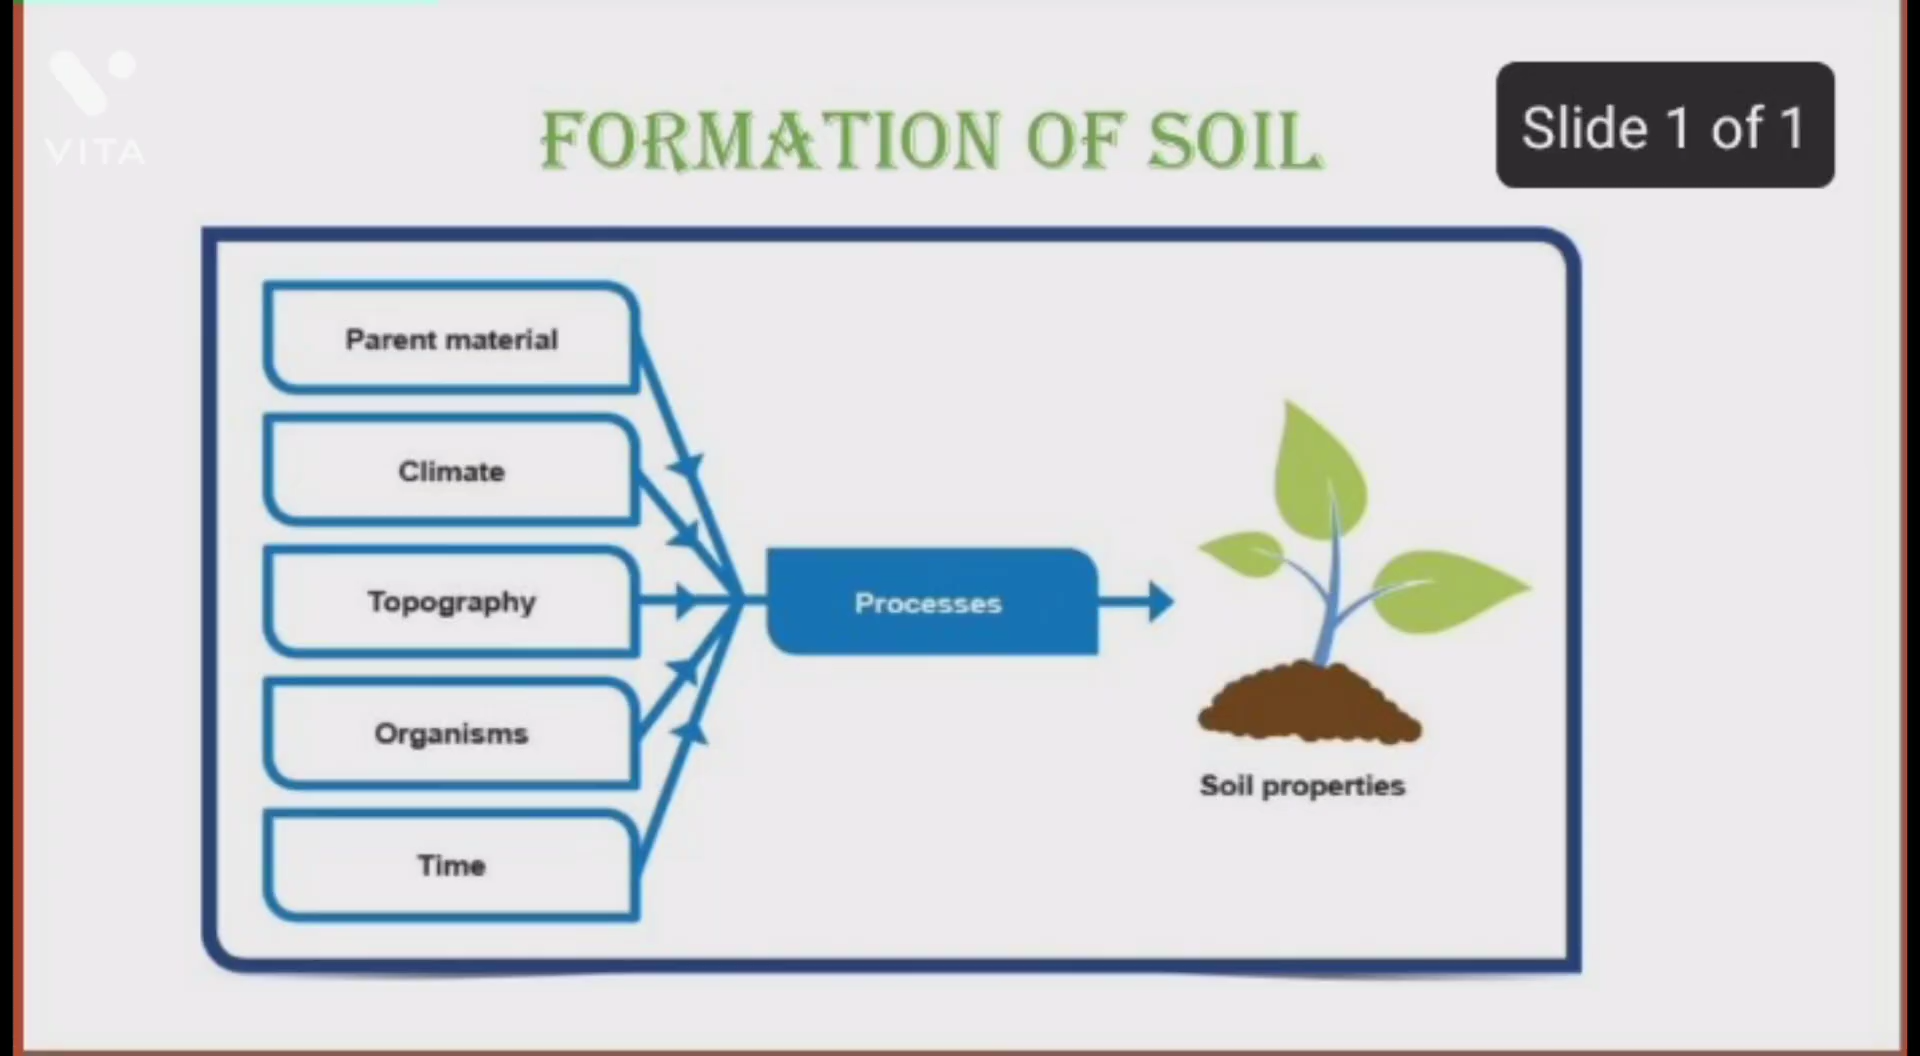 VITA
FORMATION OF SOIL
Slide 1 of 1
Parent material
Climate
Topography
Processes
Organisms
Soil properties
Time